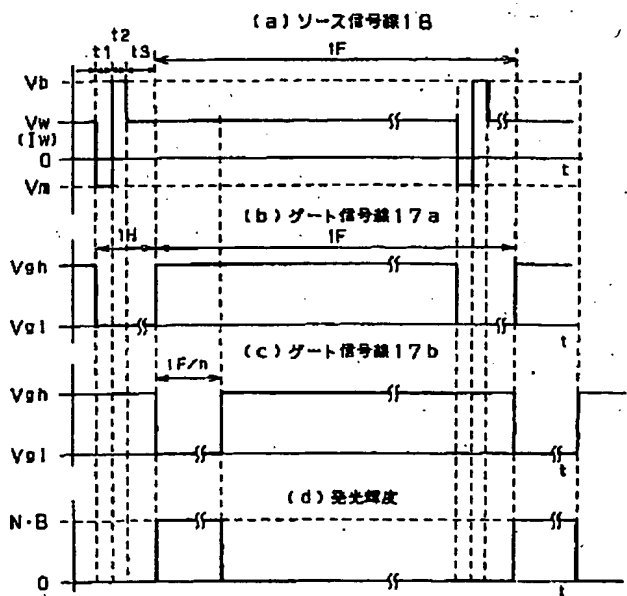 (a)ソース信号線18
t1
t2
t3
1F
Vb
Vw
(Iw)
0
Vm
t
(b)ゲート信号線17a
1H
1F
Vgh
Vgl
t
(c)ゲート信号線17b
1F/n
Vgh
Vgl
t
(d)発光輝度
N·B
0
t